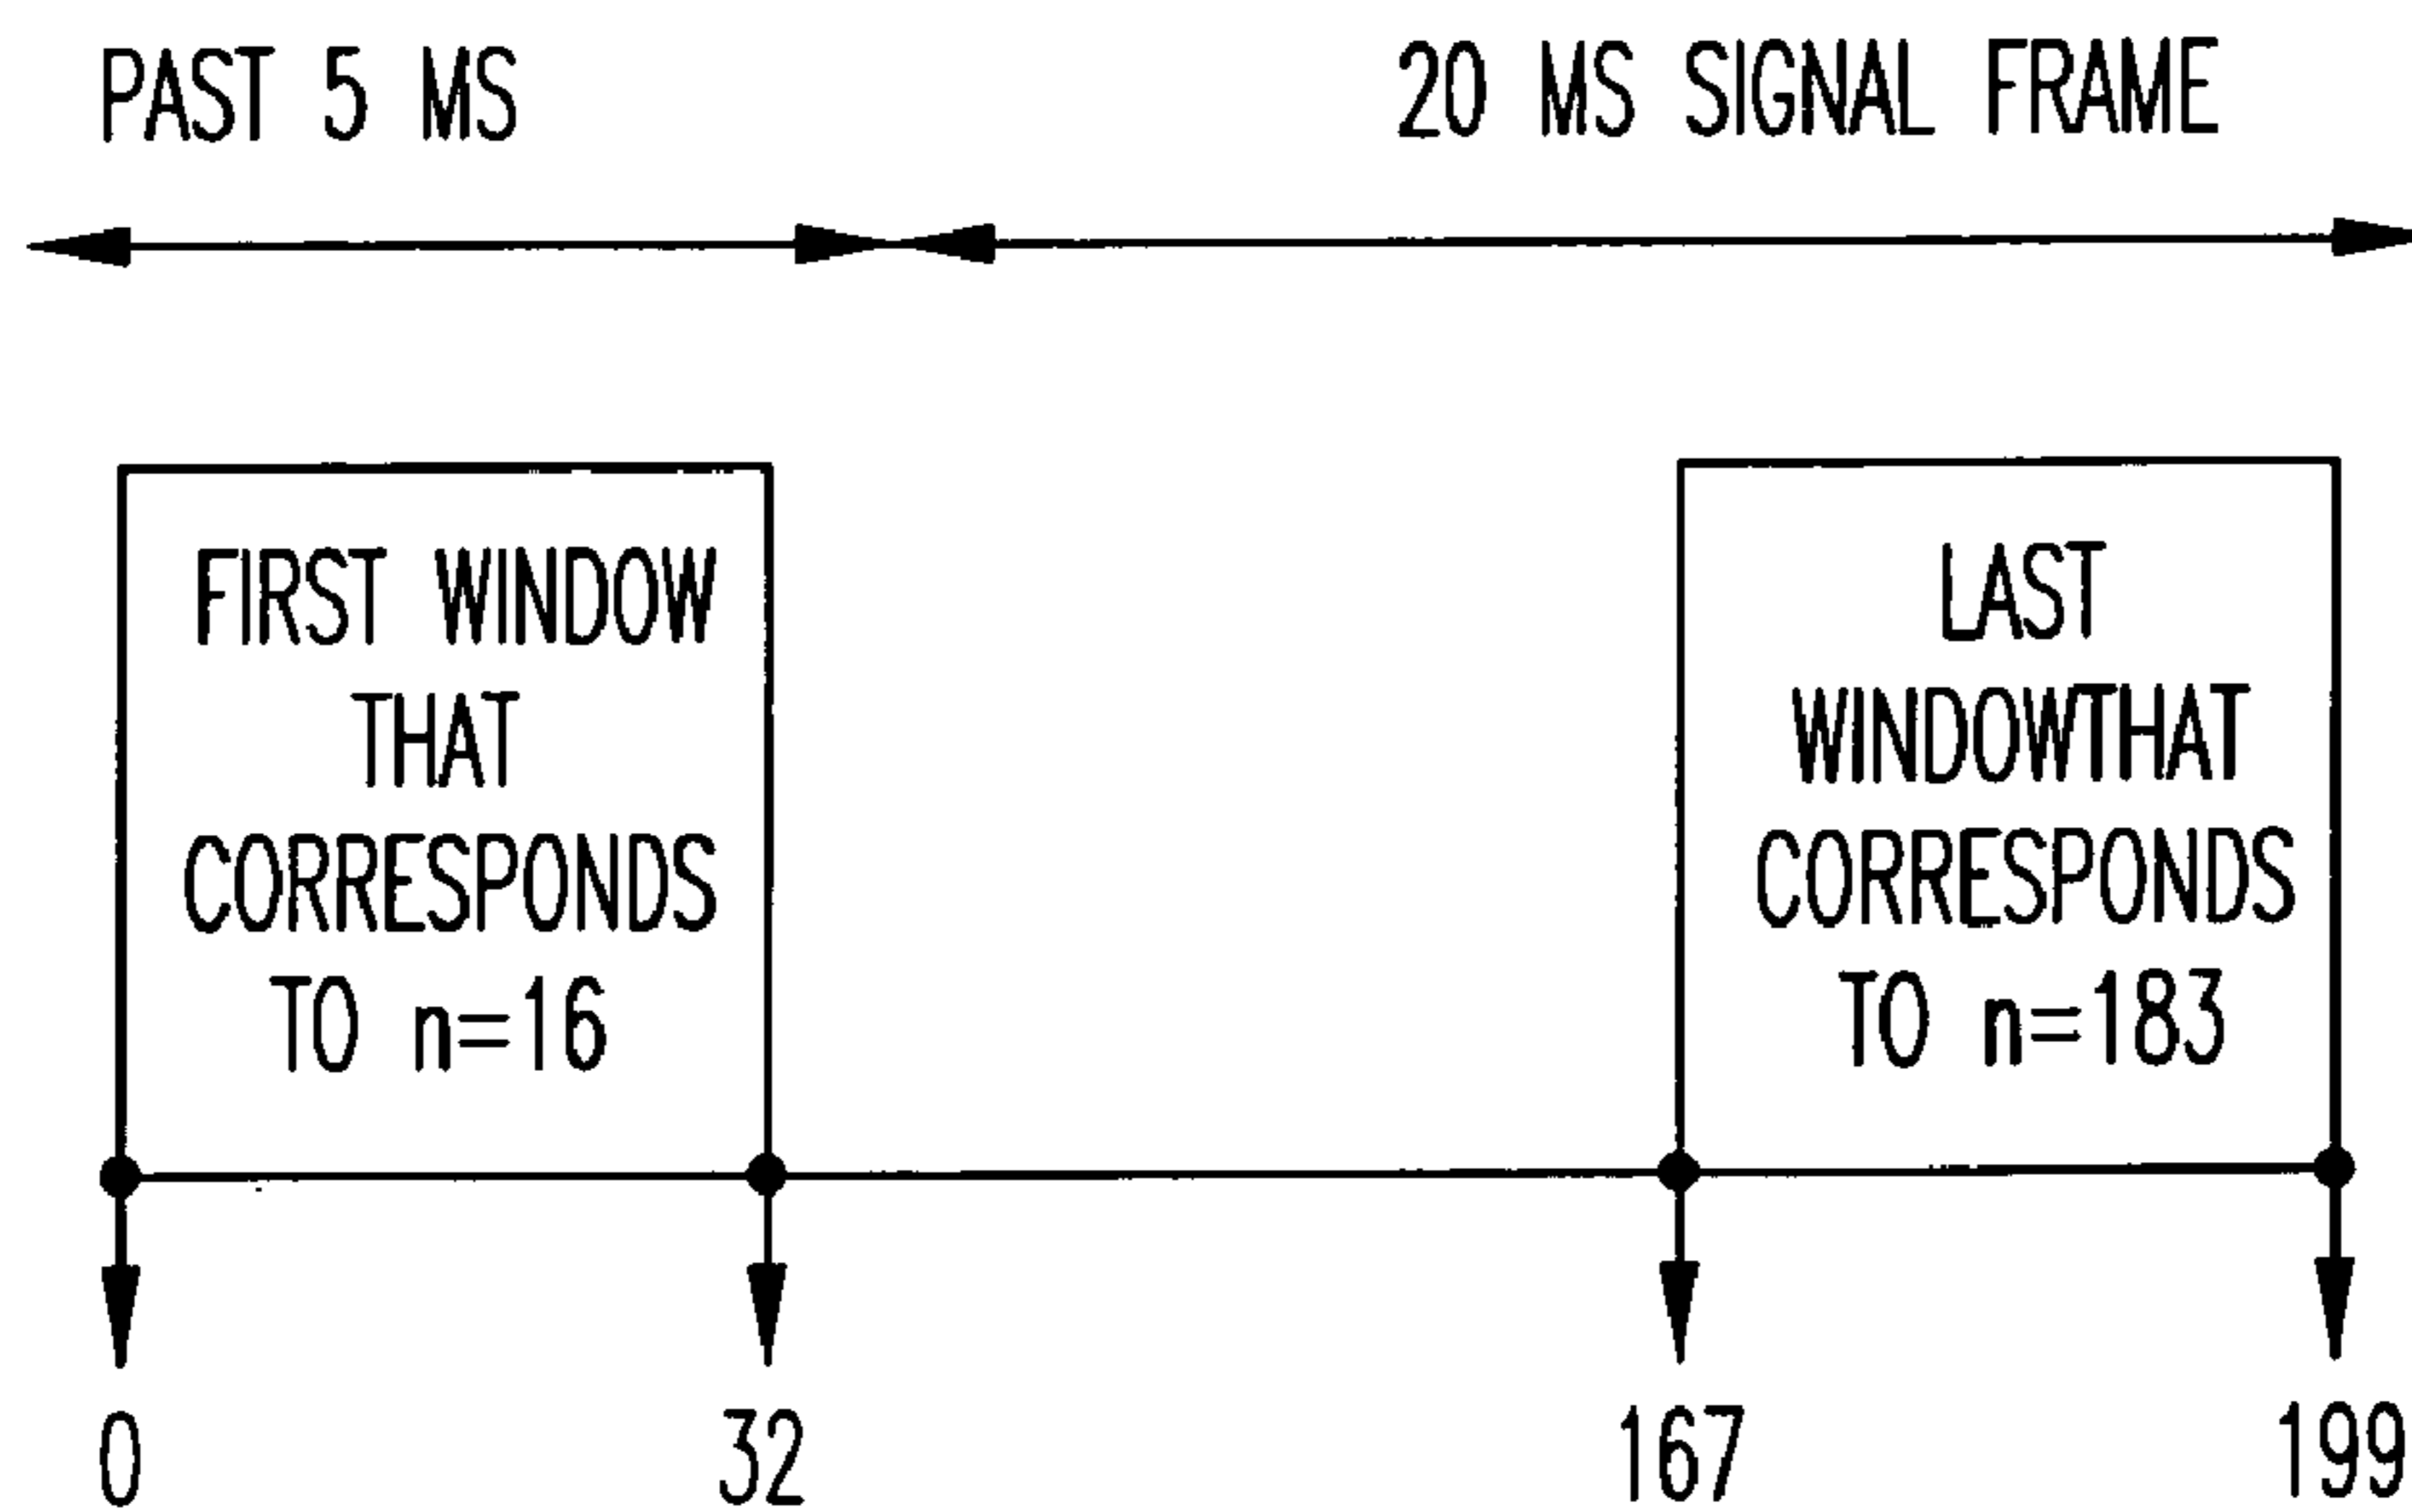 PAST 5 MS
20 MS SIGNAL FRAME
FIRST WINDOW
THAT
CORRESPONDS
TO n=16
LAST
WINDOWTHAT
CORRESPONDS
TO n=183
0
32
167
199